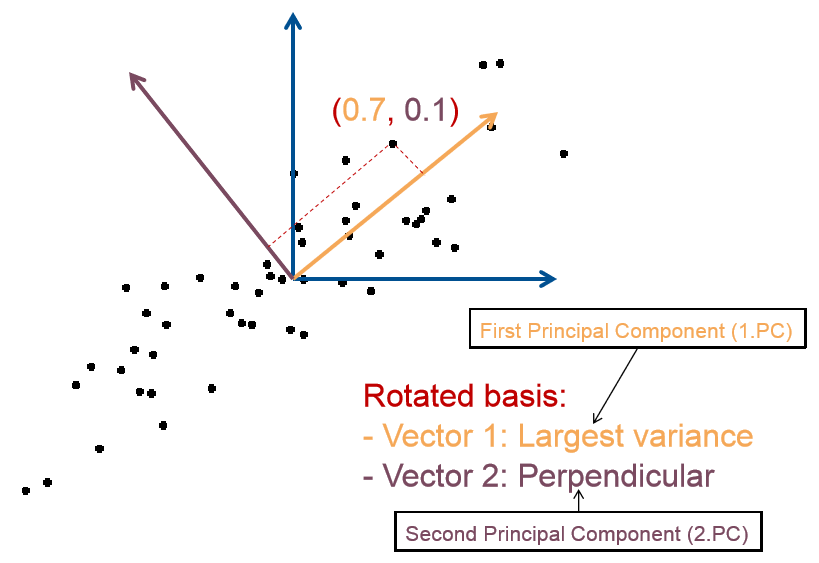 (0.7, 0.1)
First Principal Component (1.PC)
Rotated basis:
- Vector 1: Largest variance
- Vector 2: Perpendicular
Second Principal Component (2.PC)